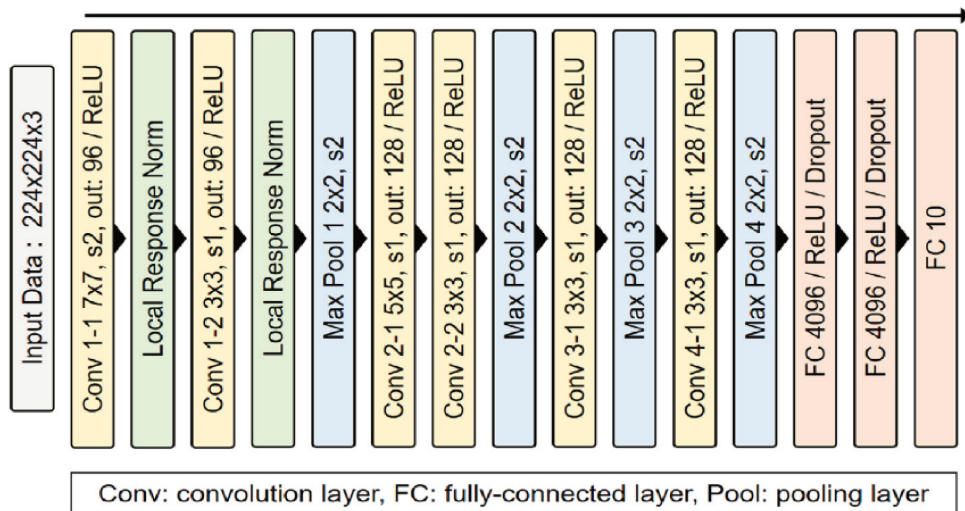 Input Data : 224x224x3
Conv 1-1 7x7, s2, out: 96 / ReLU
Local Response Norm
Conv 1-2 3x3, s1, out: 96 / ReLU
Local Response Norm
Max Pool 1 2x2, s2
Conv 2-1 5x5, s1, out: 128 / ReLU
Conv 2-2 3x3, s1, out: 128 / ReLU
Max Pool 2 2x2, s2
Conv 3-1 3x3, s1, out: 128 / ReLU
Max Pool 3 2x2, s2
Conv 4-1 3x3, s1, out: 128 / ReLU
Max Pool 4 2x2, s2
FC 4096 / ReLU / Dropout
FC 4096 / ReLU / Dropout
FC 10
Conv: convolution layer, FC: fully-connected layer, Pool: pooling layer